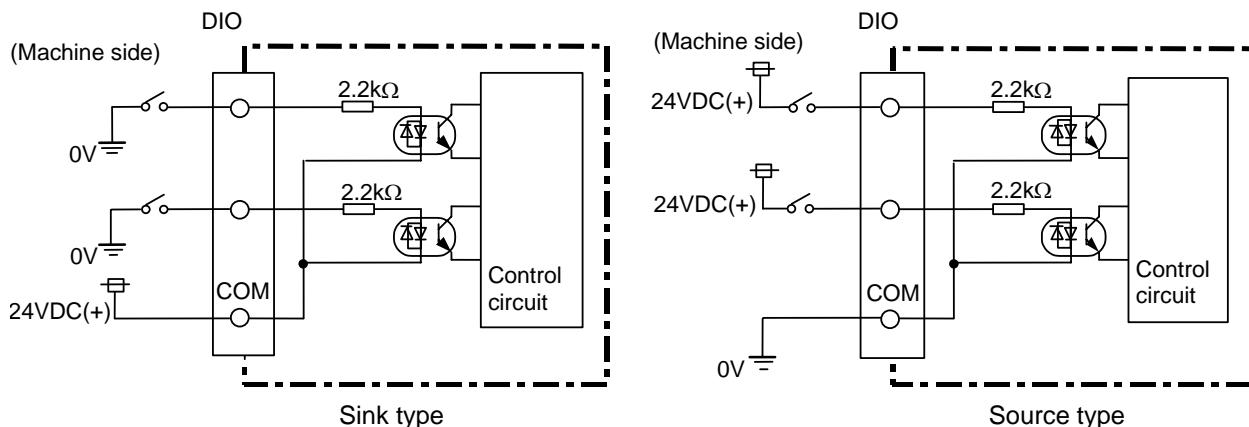 DIO
(Machine side)
2.2kΩ
0V
2.2kΩ
0V
COM
24VDC(+)
Control
circuit
Sink type
DIO
(Machine side)
24VDC(+)
2.2kΩ
24VDC(+)
2.2kΩ
COM
0V
Control
circuit
Source type